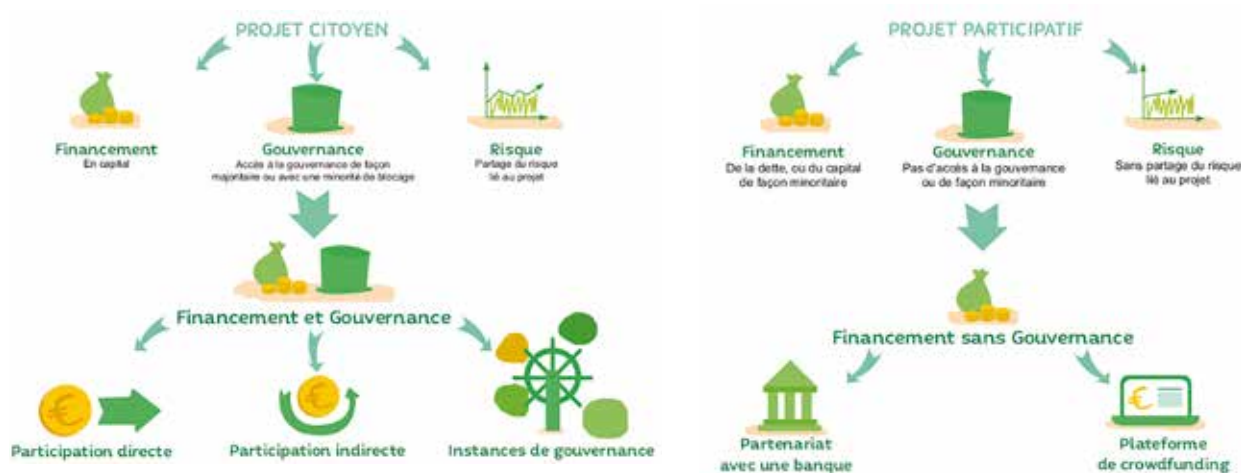 PROJET CITOYEN
Financement
En capital
Gouvernance
Accès à la gouvernance de façon
majoritaire ou avec une minorité de blocage
Risque
Partage du risque
lié au projet
Financement et Gouvernance
Participation directe
Participation indirecte
Instances de gouvernance
PROJET PARTICIPATIF
Financement
De la dette, ou du capital
de façon minoritaire
Gouvernance
Pas d'accès à la gouvernance
ou de façon minoritaire
Risque
Sans partage du risque
lié au projet
Financement sans Gouvernance
Partenariat
avec une banque
Plateforme
de crowdfunding